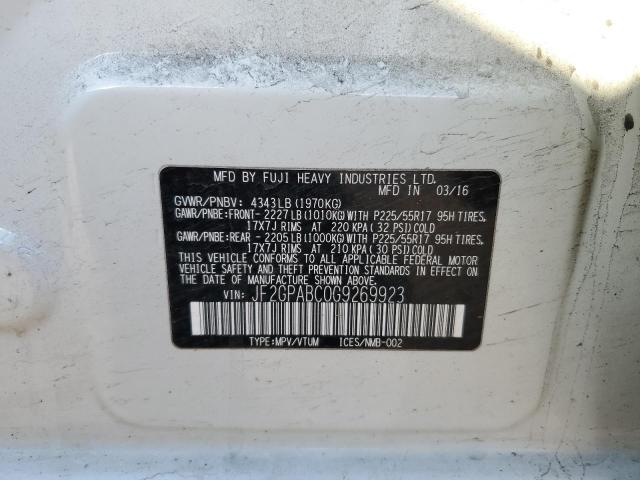 MFD BY FUJI HEAVY INDUSTRIES LTD.
MFD IN 03/16
GVWR/PNBV: 4343LB (1970KG)
GAWR/PNBE:FRONT-2227LB(1010KG)WITH P225/55R17 95H TIRES,
17X7J RIMS AT 220 KPA (32 PSI) COLD
GAWR/PNBE:REAR -2205LB(1000KG)WITH P225/55R17 95H TIRES,
17X7J RIMS AT 210 KPA (30 PSI) COLD
THIS VEHICLE CONFORMS TO ALL APPLICABLE FEDERAL MOTOR
VEHICLE SAFETY AND BUMPER STANDARDS IN EFFECT ON
THE DATE OF MANUFACTURE SHOWN ABOVE.
VIN: JF2GPABC0G9269923
TYPE:MPV/VTUM ICES/NMB-002